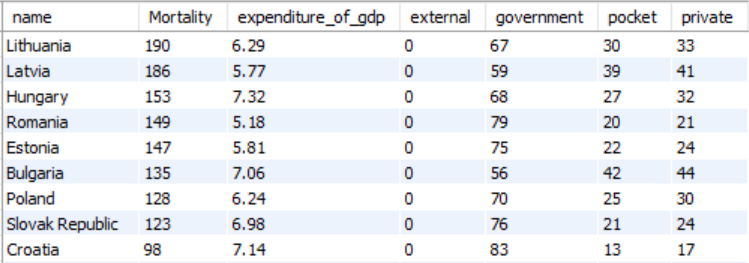 name Mortality expenditure_of_gdp external government pocket private
Lithuania 190 6.29 0 67 30 33
Latvia 186 5.77 0 59 39 41
Hungary 153 7.32 0 68 27 32
Romania 149 5.18 0 79 20 21
Estonia 147 5.81 0 75 22 24
Bulgaria 135 7.06 0 56 42 44
Poland 128 6.24 0 70 25 30
Slovak Republic 123 6.98 0 76 21 24
Croatia 98 7.14 0 83 13 17